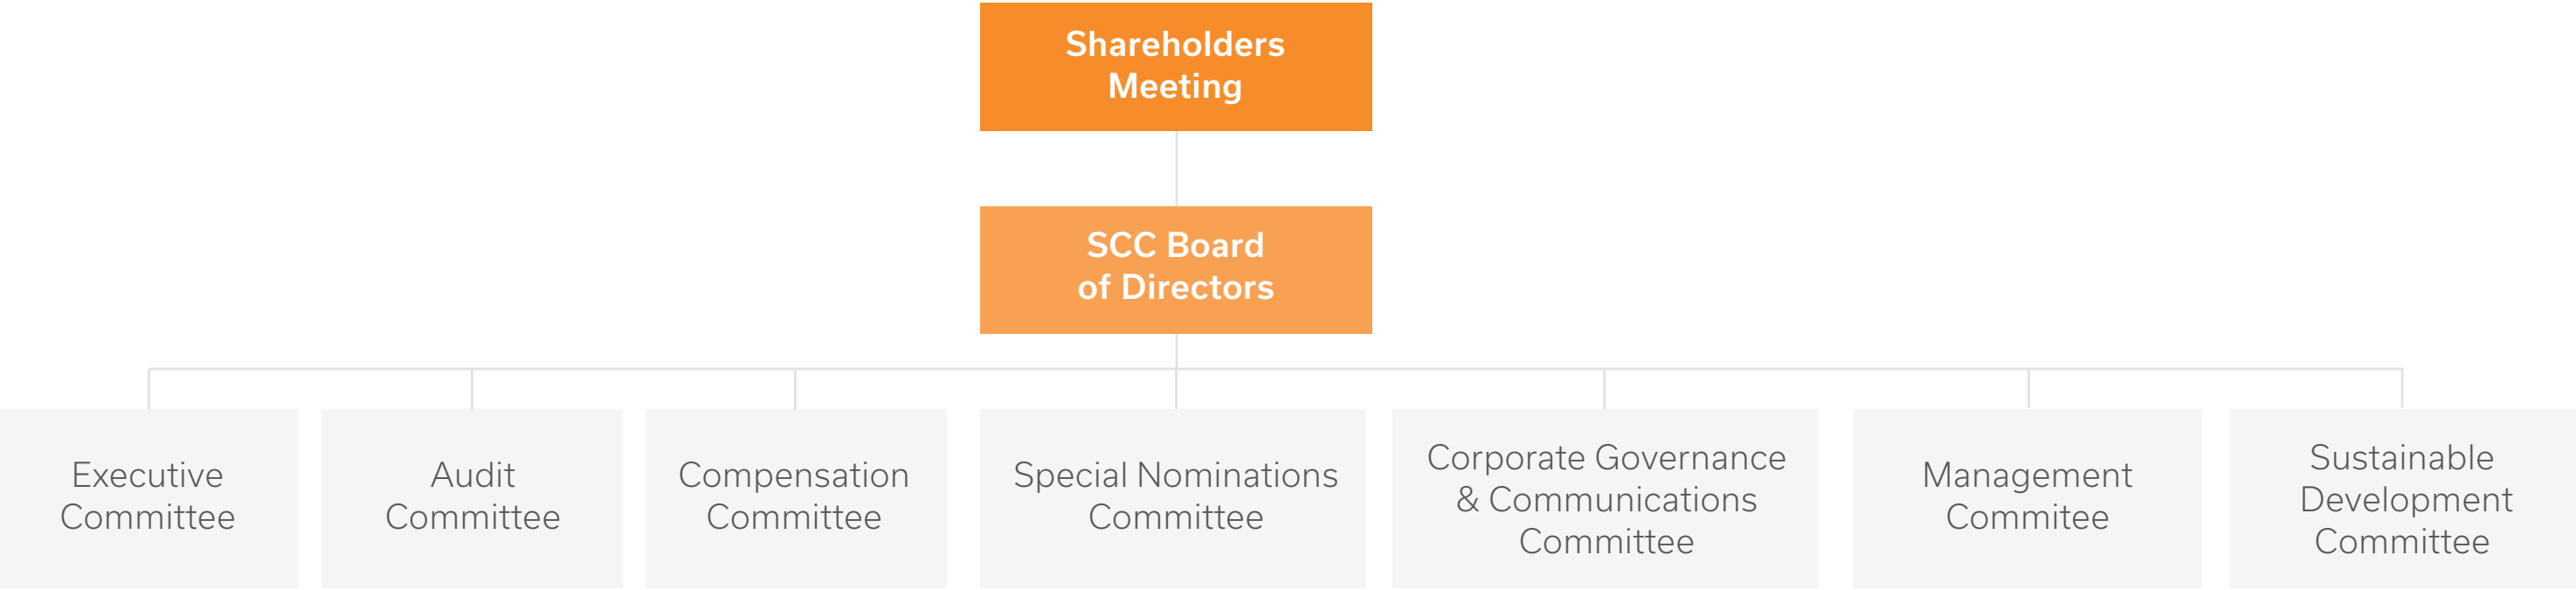 Shareholders
Meeting
SCC Board
of Directors
Executive
Committee
Audit
Committee
Compensation
Committee
Special Nominations
Committee
Corporate Governance
& Communications
Committee
Management
Commitee
Sustainable
Development
Committee